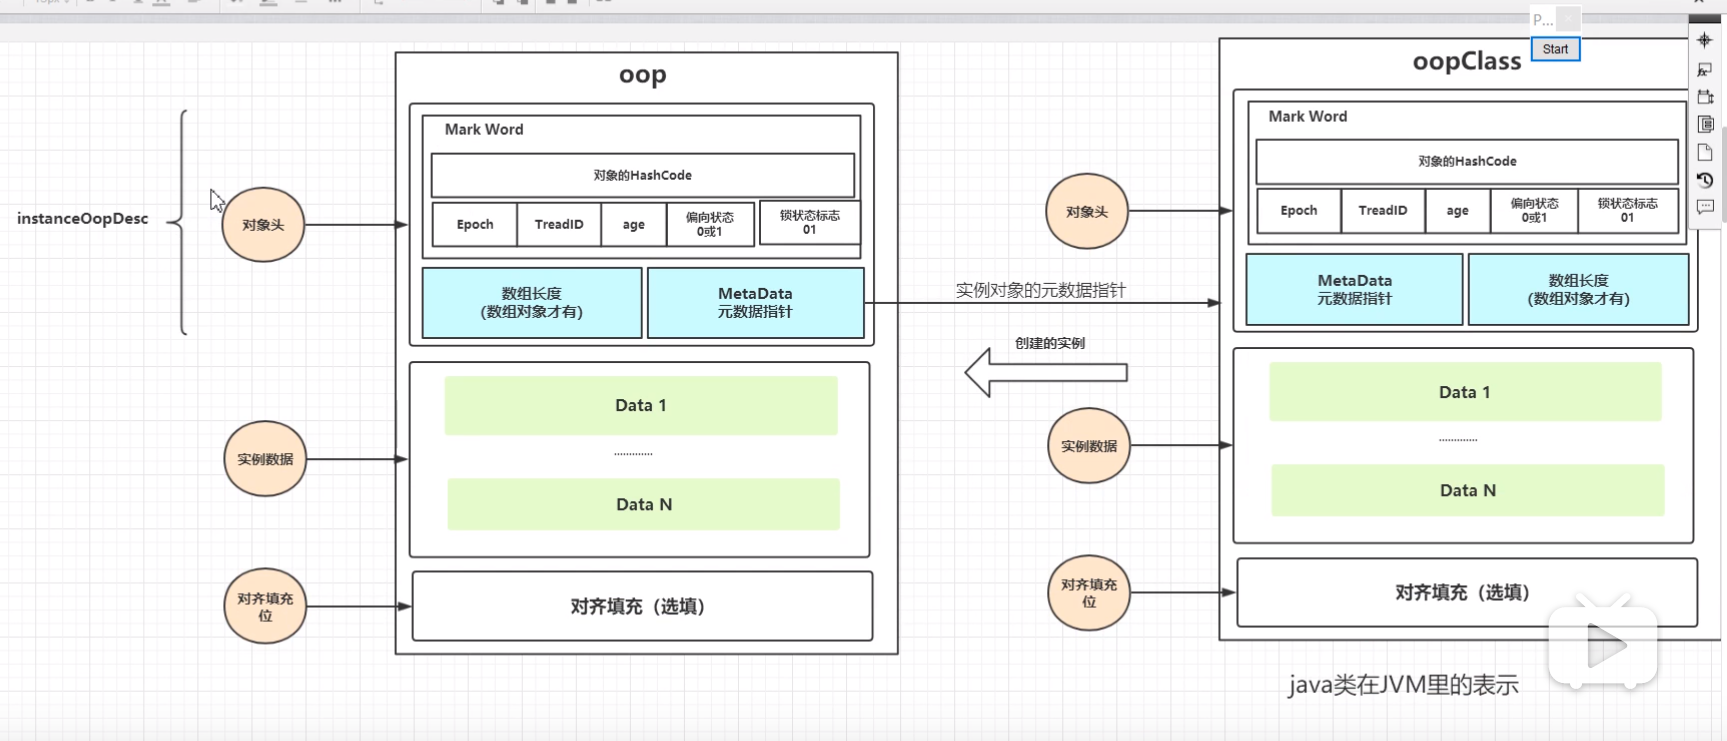 P...
Start
oop
Mark Word
对象的HashCode
Epoch
TreadID
age
偏向状态
0或1
锁状态标志
01
数组长度
(数组对象才有)
MetaData
元数据指针
instanceOopDesc
对象头
Data 1
.............
Data N
实例数据
对齐填充
位
对齐填充（选填）
实例对象的元数据指针
创建的实例
oopClass
Mark Word
对象的HashCode
Epoch
TreadID
age
偏向状态
0或1
锁状态标志
01
MetaData
元数据指针
数组长度
(数组对象才有)
对象头
Data 1
.............
Data N
实例数据
对齐填充
位
对齐填充（选填）
java类在JVM里的表示